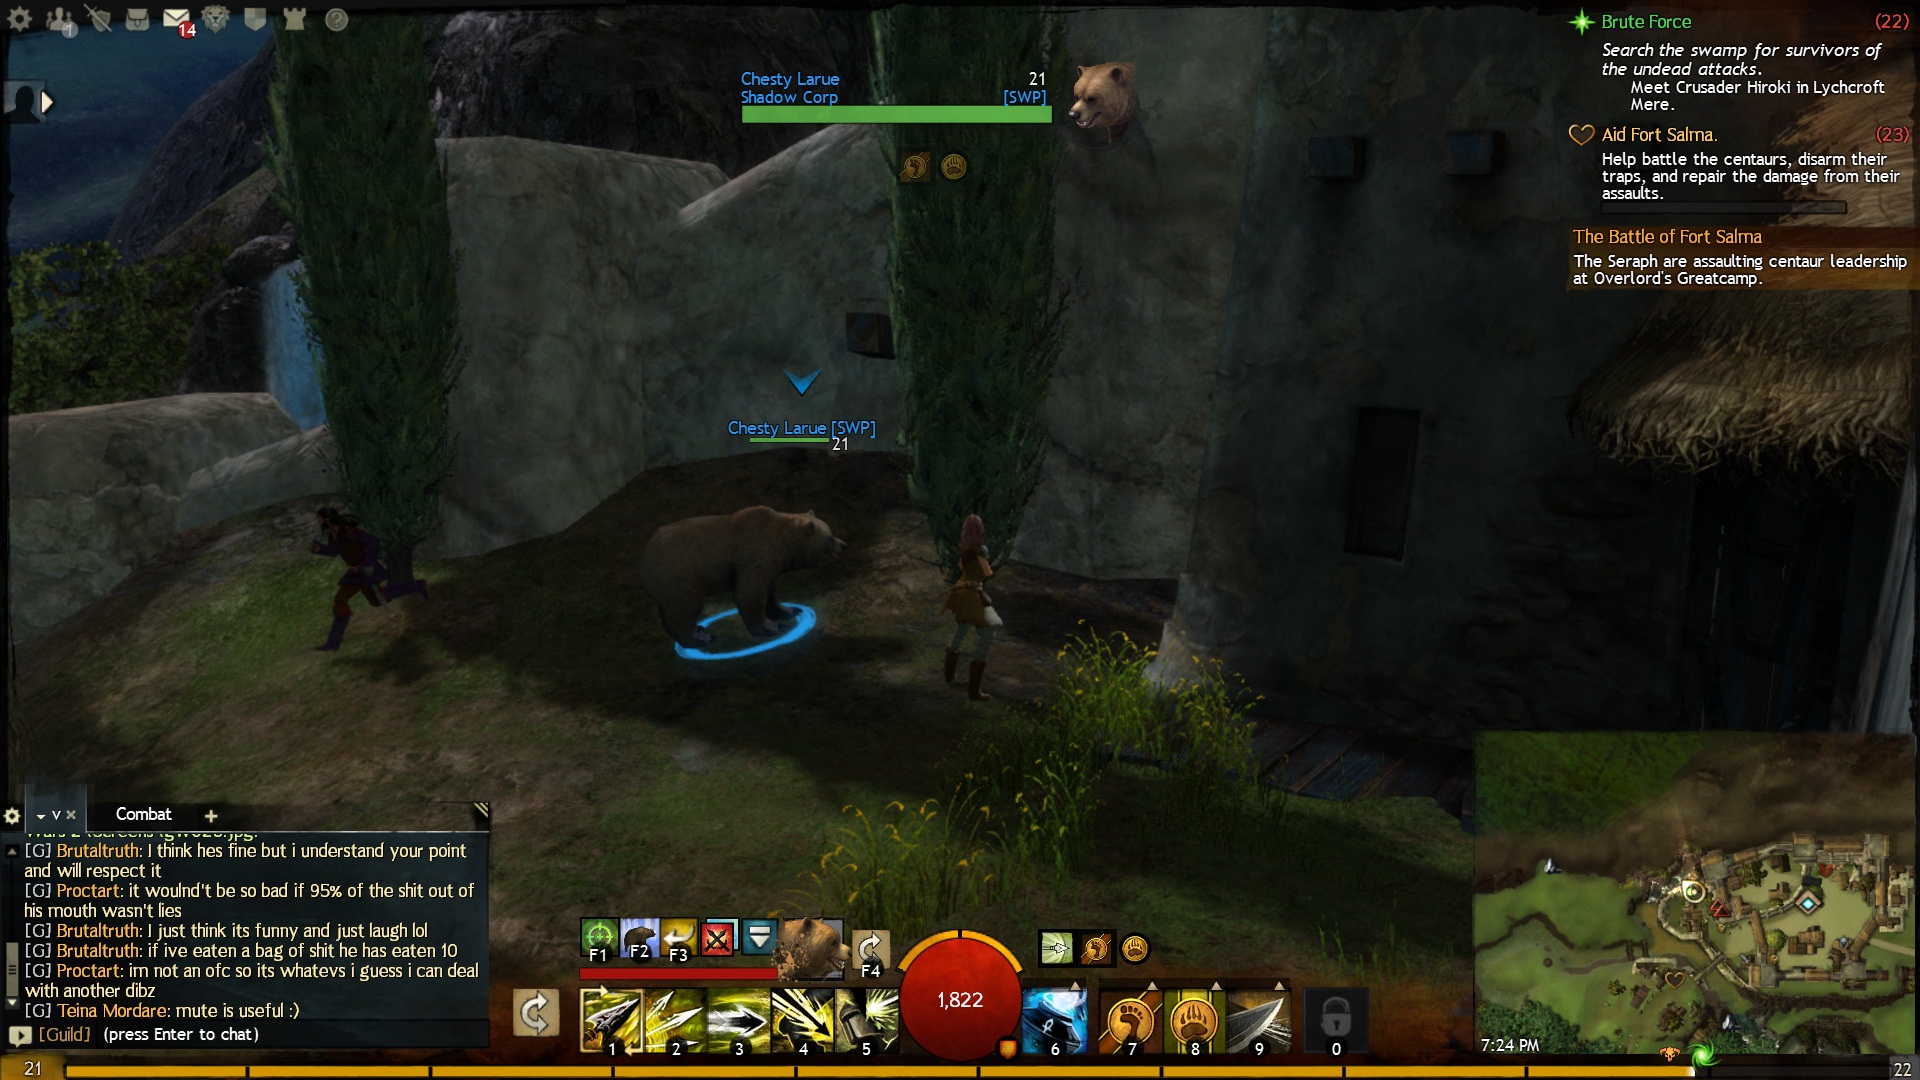 1
14
Chesty Larue 21
Shadow Corp [SWP]
Brute Force (22)
Search the swamp for survivors of
the undead attacks.
Meet Crusader Hiroki in Lychcroft
Mere.
Aid Fort Salma. (23)
Help battle the centaurs, disarm their
traps, and repair the damage from their
assaults.
The Battle of Fort Salma
The Seraph are assaulting centaur leadership
at Overlord's Greatcamp.
Chesty Larue [SWP]
21
v Combat
Wars 2\Screens\gw026.jpg.
[G] Brutaltruth: I think hes fine but i understand your point
and will respect it
[G] Proctart: it woulnd't be so bad if 95% of the shit out of
his mouth wasn't lies
[G] Brutaltruth: I just think its funny and just laugh lol
[G] Brutaltruth: if ive eaten a bag of shit he has eaten 10
[G] Proctart: im not an ofc so its whatevs i guess i can deal
with another dibz
[G] Teina Mordare: mute is useful :)
[Guild] (press Enter to chat)
F1 F2 F3 F4
1,822
1 2 3 4 5 6 7 8 9 0
7:24 PM
21 22